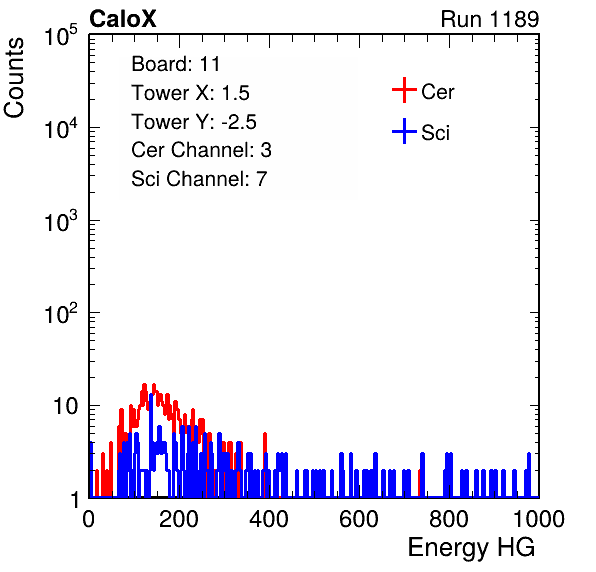 CaloX Run 1189
Counts
10^5
10^4
10^3
10^2
10
1
Board: 11
Tower X: 1.5
Tower Y: -2.5
Cer Channel: 3
Sci Channel: 7
Cer
Sci
0 200 400 600 800 1000
Energy HG